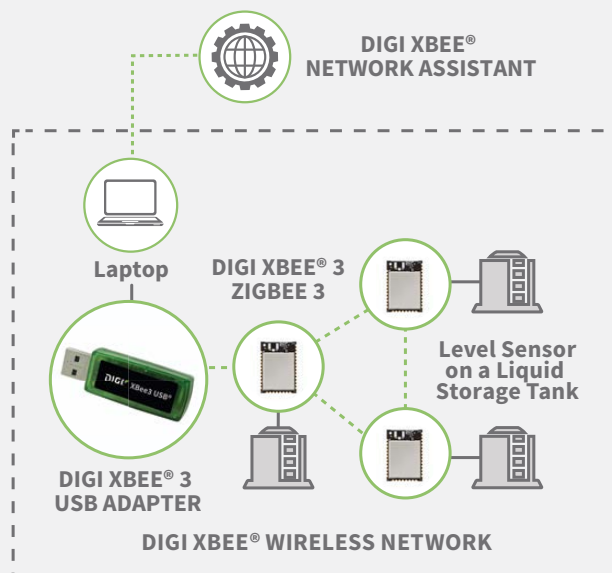 DIGI XBEE®
NETWORK ASSISTANT
Laptop
DIGI XBEE® 3
ZIGBEE 3
DIGI® XBee3 USB®
Level Sensor
on a Liquid
Storage Tank
DIGI XBEE® 3
USB ADAPTER
DIGI XBEE® WIRELESS NETWORK